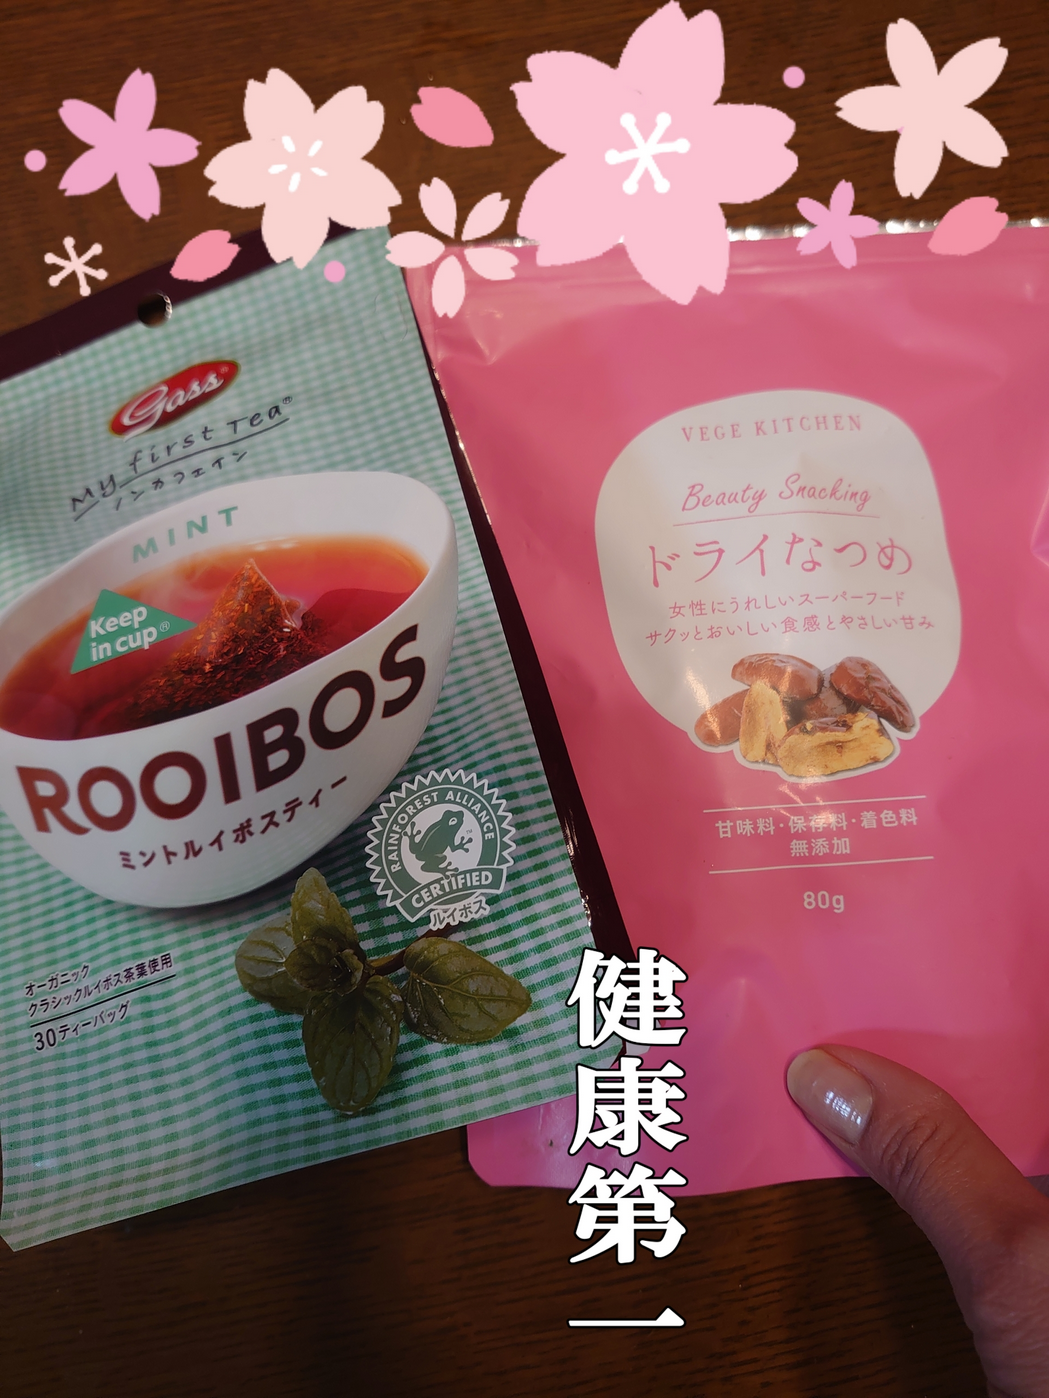 Gass®
My first Tea®
ノンカフェイン
MINT
Keep
in cup®
ROOIBOS
ミントルイボスティー
RAINFOREST ALLIANCE
TM
CERTIFIED
ルイボス
オーガニック
クラシックルイボス茶葉使用
30ティーバッグ
VEGE KITCHEN
Beauty Snacking
ドライなつめ
女性にうれしいスーパーフード
サクッとおいしい食感とやさしい甘み
甘味料・保存料・着色料
無添加
80g
健康第一